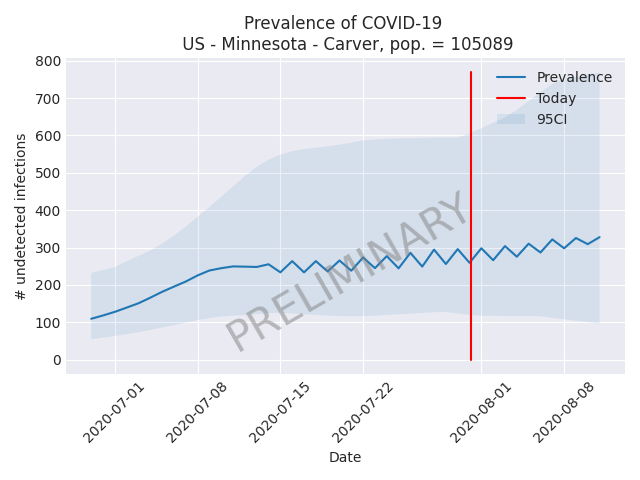 Prevalence of COVID-19
US - Minnesota - Carver, pop. = 105089
800
700
600
500
400
300
200
100
0
# undetected infections
Prevalence
Today
95CI
PRELIMINARY
2020-07-01
2020-07-08
2020-07-15
2020-07-22
2020-08-01
2020-08-08
Date